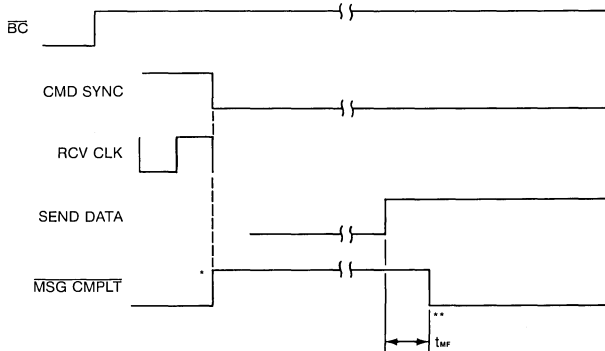 BC
CMD SYNC
RCV CLK
SEND DATA
*
MSG CMPLT
**
tMF